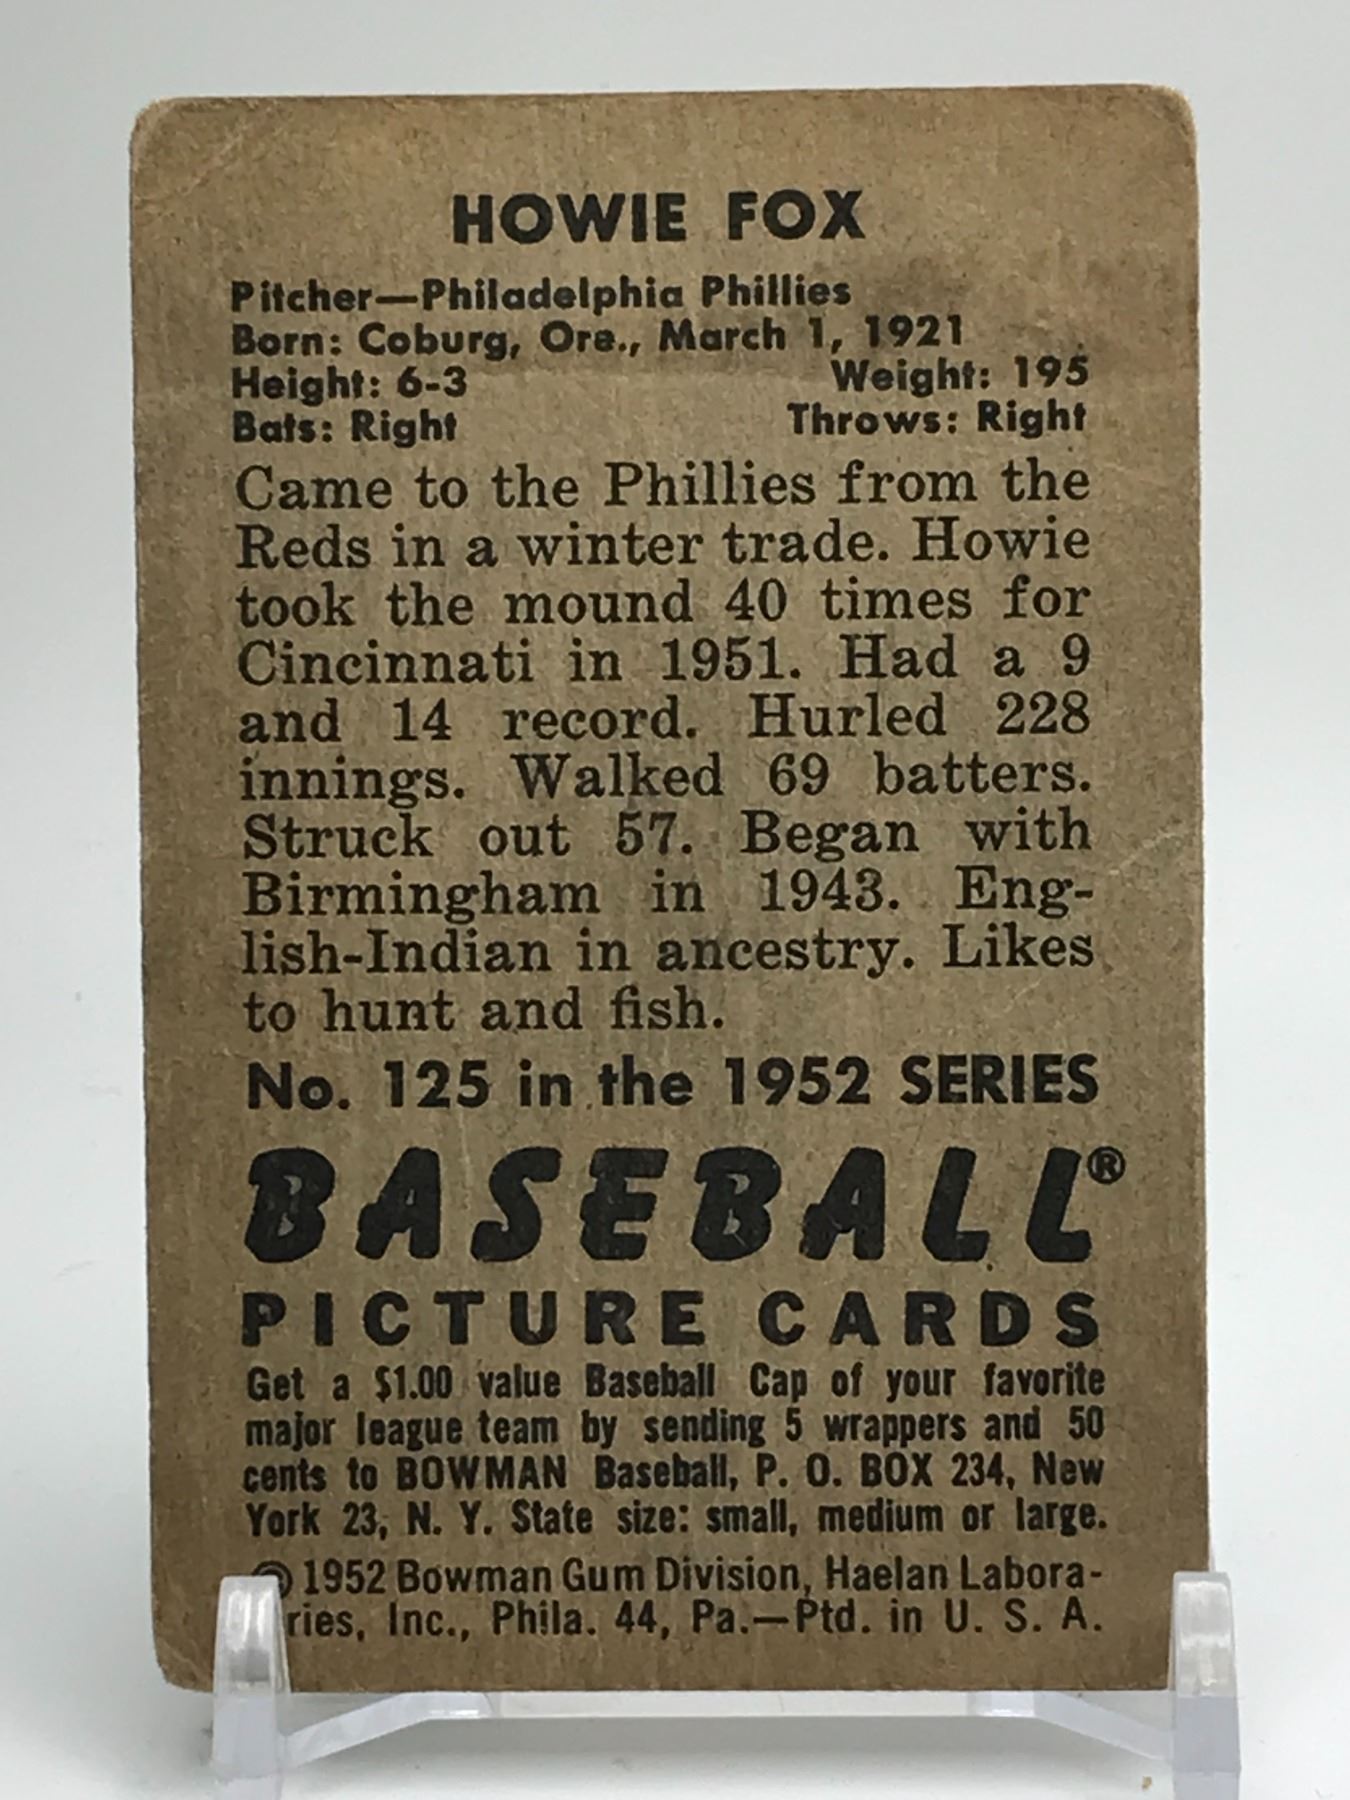 HOWIE FOX
Pitcher—Philadelphia Phillies
Born: Coburg, Ore., March 1, 1921
Height: 6-3 Weight: 195
Bats: Right Throws: Right
Came to the Phillies from the
Reds in a winter trade. Howie
took the mound 40 times for
Cincinnati in 1951. Had a 9
and 14 record. Hurled 228
innings. Walked 69 batters.
Struck out 57. Began with
Birmingham in 1943. Eng-
lish-Indian in ancestry. Likes
to hunt and fish.
No. 125 in the 1952 SERIES
BASEBALL®
PICTURE CARDS
Get a $1.00 value Baseball Cap of your favorite
major league team by sending 5 wrappers and 50
cents to BOWMAN Baseball, P. O. BOX 234, New
York 23, N. Y. State size: small, medium or large.
© 1952 Bowman Gum Division, Haelan Labora-
ries, Inc., Phila. 44, Pa.—Ptd. in U. S. A.